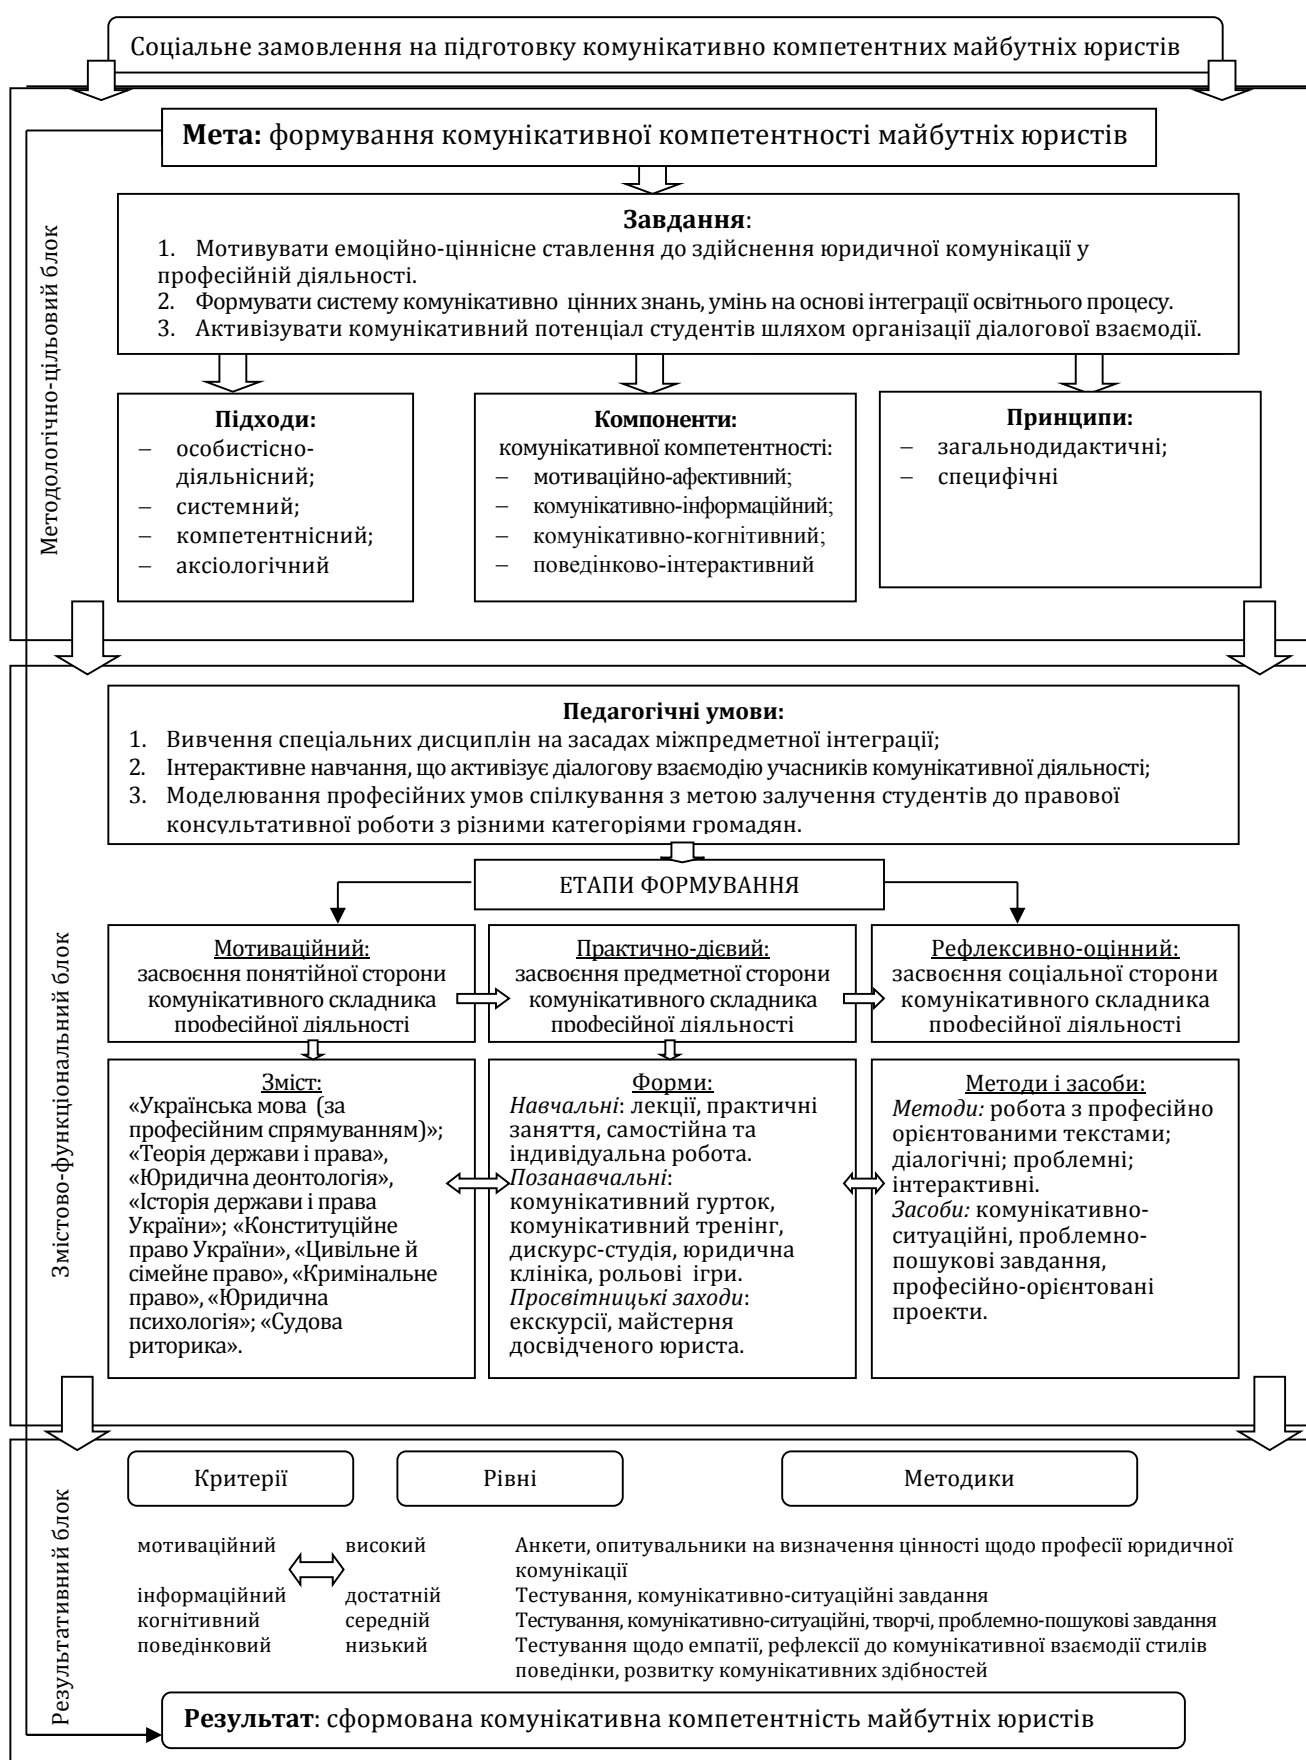 Соціальне замовлення на підготовку комунікативно компетентних майбутніх юристів
Методологічно-цільовий блок
Мета: формування комунікативної компетентності майбутніх юристів
Завдання:
1. Мотивувати емоційно-ціннісне ставлення до здійснення юридичної комунікації у
професійній діяльності.
2. Формувати систему комунікативно цінних знань, умінь на основі інтеграції освітнього процесу.
3. Активізувати комунікативний потенціал студентів шляхом організації діалогової взаємодії.
Підходи:
– особистісно-
діяльнісний;
– системний;
– компетентнісний;
– аксіологічний
Компоненти:
комунікативної компетентності:
– мотиваційно-афективний;
– комунікативно-інформаційний;
– комунікативно-когнітивний;
– поведінково-інтерактивний
Принципи:
– загальнодидактичні;
– специфічні
Змістово-функціональний блок
Педагогічні умови:
1. Вивчення спеціальних дисциплін на засадах міжпредметної інтеграції;
2. Інтерактивне навчання, що активізує діалогову взаємодію учасників комунікативної діяльності;
3. Моделювання професійних умов спілкування з метою залучення студентів до правової
консультативної роботи з різними категоріями громадян.
ЕТАПИ ФОРМУВАННЯ
Мотиваційний:
засвоєння понятійної сторони
комунікативного складника
професійної діяльності
Практично-дієвий:
засвоєння предметної сторони
комунікативного складника
професійної діяльності
Рефлексивно-оцінний:
засвоєння соціальної сторони
комунікативного складника
професійної діяльності
Зміст:
«Українська мова (за
професійним спрямуванням)»;
«Теорія держави і права»,
«Юридична деонтологія»,
«Історія держави і права
України»; «Конституційне
право України», «Цивільне й
сімейне право», «Кримінальне
право», «Юридична
психологія»; «Судова
риторика».
Форми:
Навчальні: лекції, практичні
заняття, самостійна та
індивідуальна робота.
Позанавчальні:
комунікативний гурток,
комунікативний тренінг,
дискурс-студія, юридична
клініка, рольові ігри.
Просвітницькі заходи:
екскурсії, майстерня
досвідченого юриста.
Методи і засоби:
Методи: робота з професійно
орієнтованими текстами;
діалогічні; проблемні;
інтерактивні.
Засоби: комунікативно-
ситуаційні, проблемно-
пошукові завдання,
професійно-орієнтовані
проекти.
Результативний блок
Критерії
Рівні
Методики
мотиваційний високий Анкети, опитувальники на визначення цінності щодо професії юридичної
комунікації
інформаційний достатній Тестування, комунікативно-ситуаційні завдання
когнітивний середній Тестування, комунікативно-ситуаційні, творчі, проблемно-пошукові завдання
поведінковий низький Тестування щодо емпатії, рефлексії до комунікативної взаємодії стилів
поведінки, розвитку комунікативних здібностей
Результат: сформована комунікативна компетентність майбутніх юристів